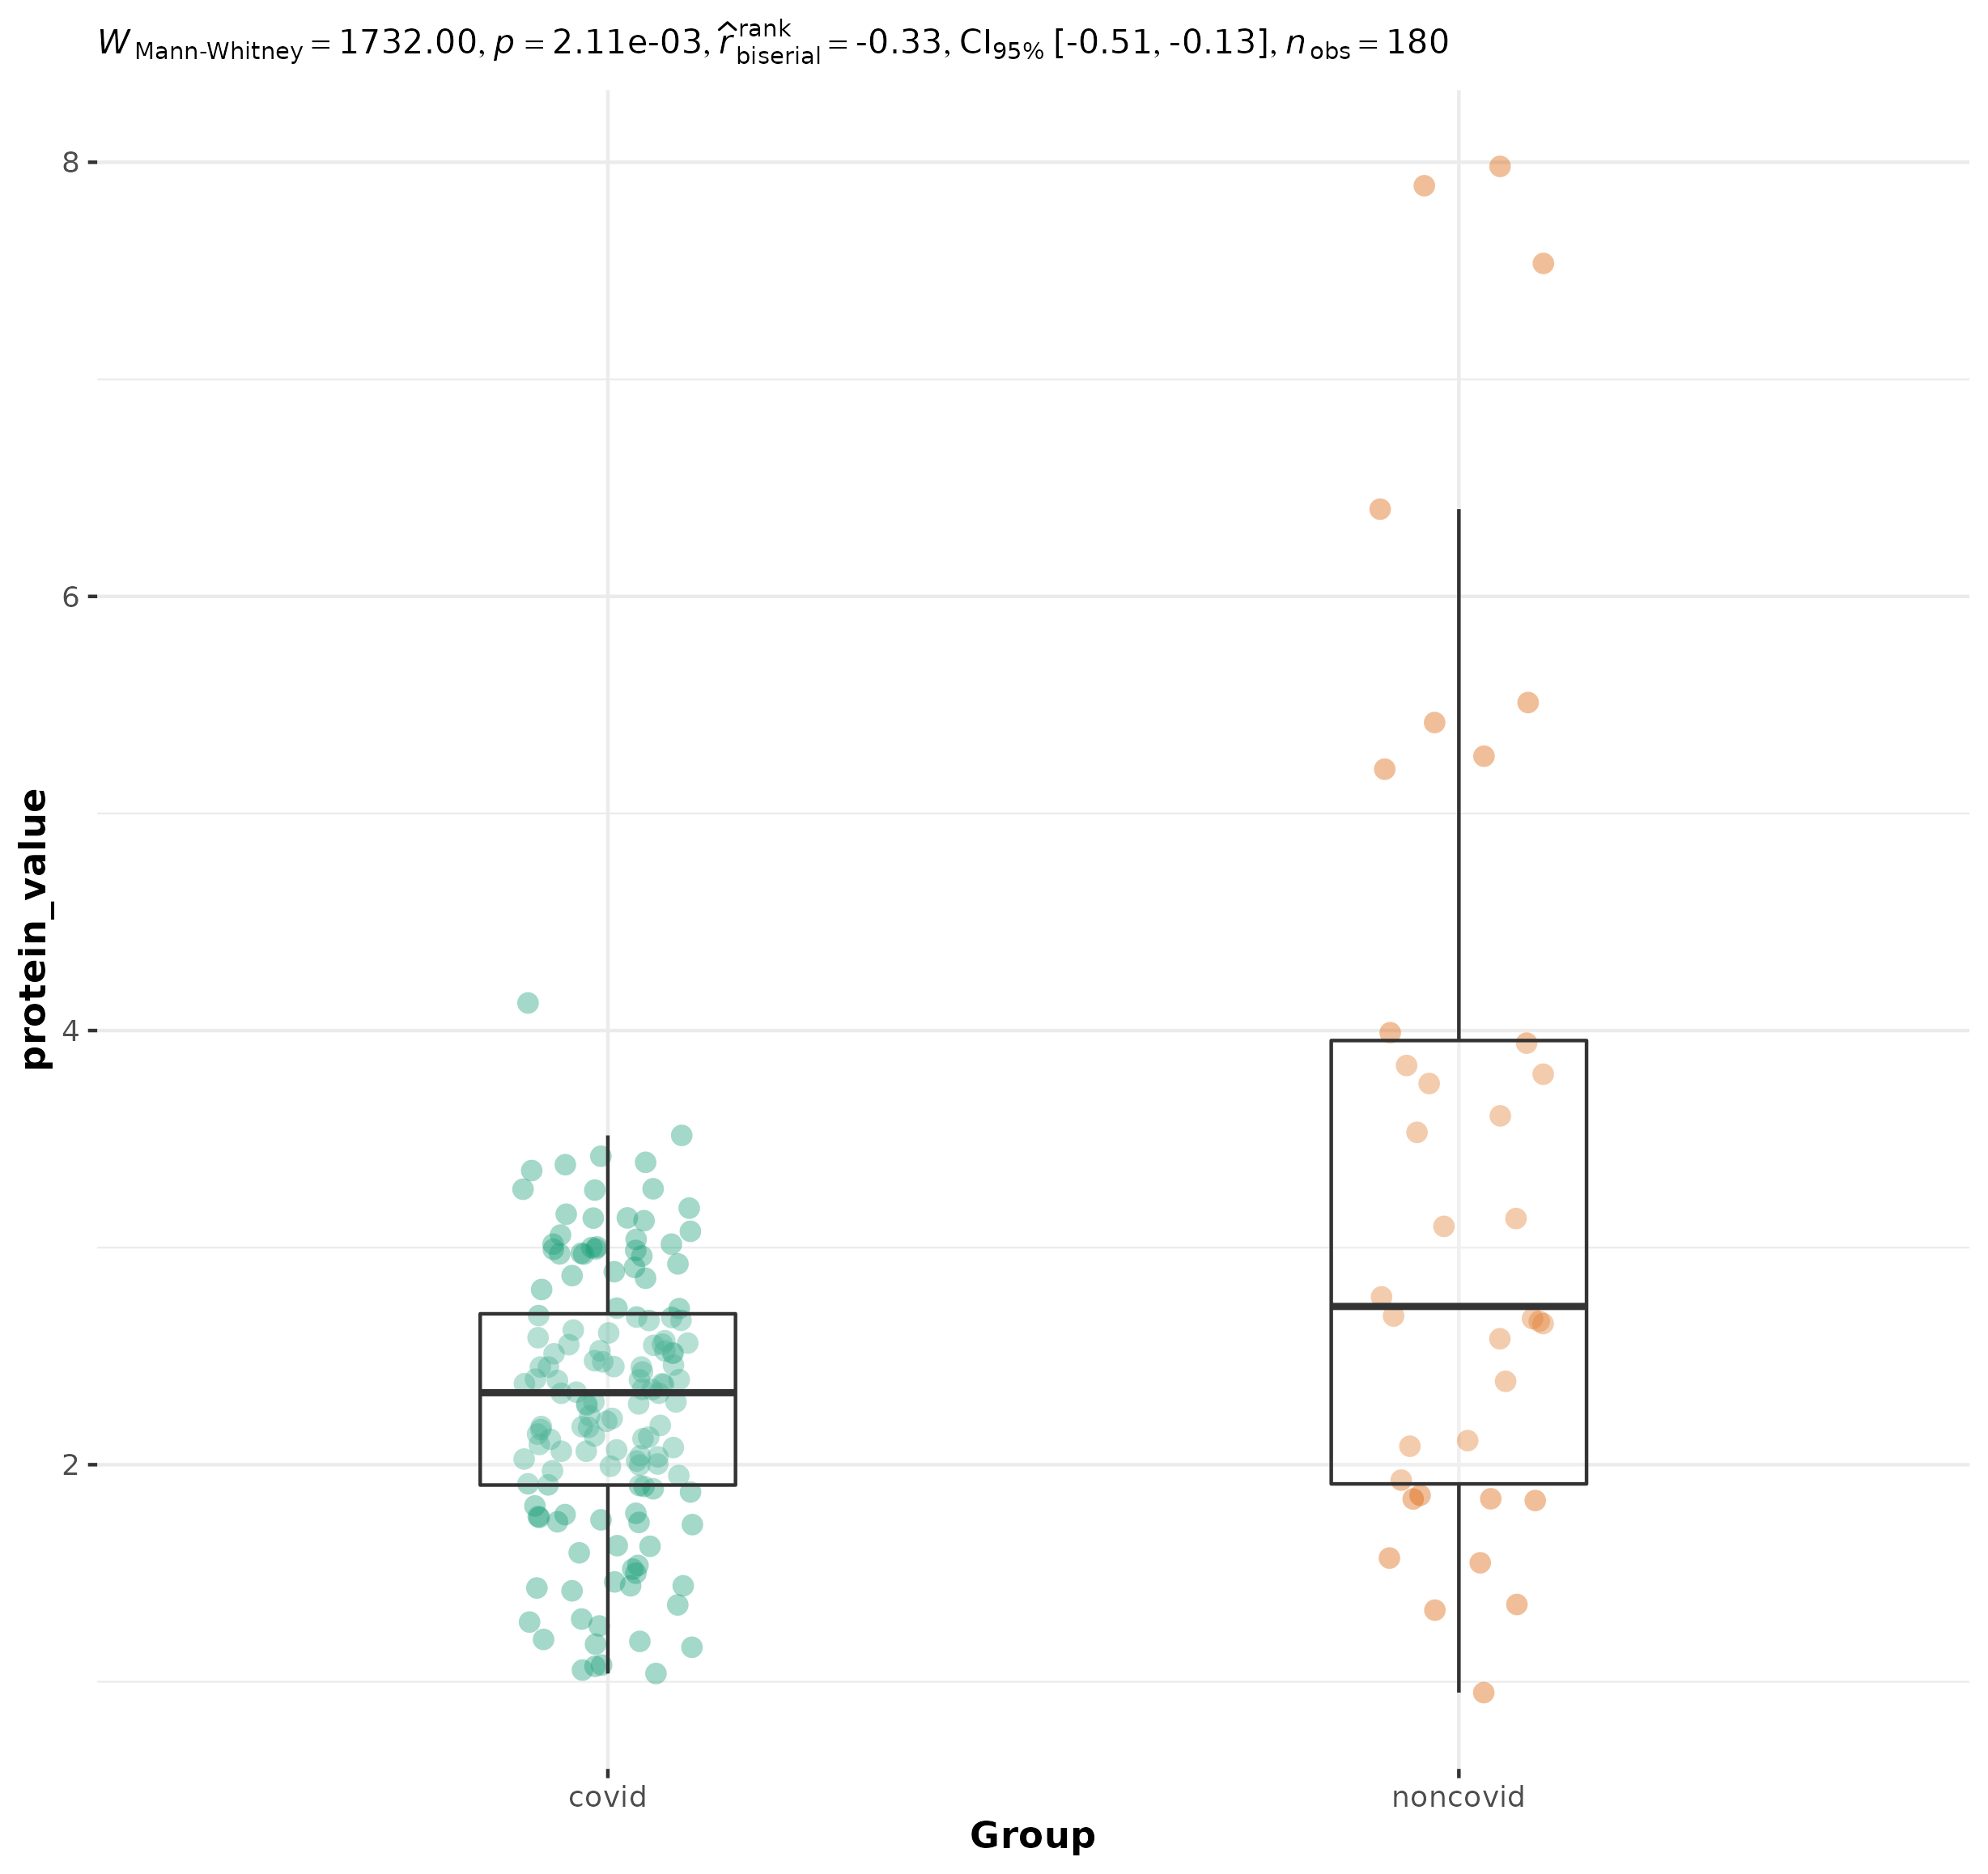 W Mann-Whitney = 1732.00, p = 2.11e-03, r̂ rank biserial = -0.33, CI95% [-0.51, -0.13], n obs = 180
8
6
4
2
protein_value
covid noncovid
Group